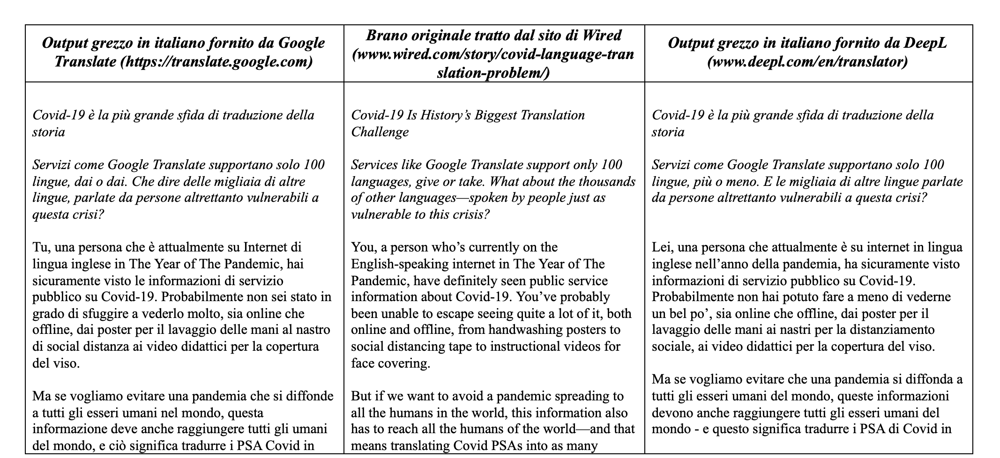 Output grezzo in italiano fornito da Google
Translate (https://translate.google.com)
Brano originale tratto dal sito di Wired
(www.wired.com/story/covid-language-tran
slation-problem/)
Output grezzo in italiano fornito da DeepL
(www.deepl.com/en/translator)
Covid-19 è la più grande sfida di traduzione della
storia
Servizi come Google Translate supportano solo 100
lingue, dai o dai. Che dire delle migliaia di altre
lingue, parlate da persone altrettanto vulnerabili a
questa crisi?
Tu, una persona che è attualmente su Internet di
lingua inglese in The Year of The Pandemic, hai
sicuramente visto le informazioni di servizio
pubblico su Covid-19. Probabilmente non sei stato in
grado di sfuggire a vederlo molto, sia online che
offline, dai poster per il lavaggio delle mani al nastro
di social distanza ai video didattici per la copertura
del viso.
Ma se vogliamo evitare una pandemia che si diffonde
a tutti gli esseri umani nel mondo, questa
informazione deve anche raggiungere tutti gli umani
del mondo, e ciò significa tradurre i PSA Covid in
Covid-19 Is History’s Biggest Translation
Challenge
Services like Google Translate support only 100
languages, give or take. What about the thousands
of other languages—spoken by people just as
vulnerable to this crisis?
You, a person who’s currently on the
English-speaking internet in The Year of The
Pandemic, have definitely seen public service
information about Covid-19. You’ve probably
been unable to escape seeing quite a lot of it, both
online and offline, from handwashing posters to
social distancing tape to instructional videos for
face covering.
But if we want to avoid a pandemic spreading to
all the humans in the world, this information also
has to reach all the humans of the world—and that
means translating Covid PSAs into as many
Covid-19 è la più grande sfida di traduzione della
storia
Servizi come Google Translate supportano solo 100
lingue, più o meno. E le migliaia di altre lingue parlate
da persone altrettanto vulnerabili a questa crisi?
Lei, una persona che attualmente è su internet in lingua
inglese nell’anno della pandemia, ha sicuramente visto
informazioni di servizio pubblico su Covid-19.
Probabilmente non hai potuto fare a meno di vederne
un bel po’, sia online che offline, dai poster per il
lavaggio delle mani ai nastri per la distanziamento
sociale, ai video didattici per la copertura del viso.
Ma se vogliamo evitare che una pandemia si diffonda a
tutti gli esseri umani del mondo, queste informazioni
devono anche raggiungere tutti gli esseri umani del
mondo - e questo significa tradurre i PSA di Covid in